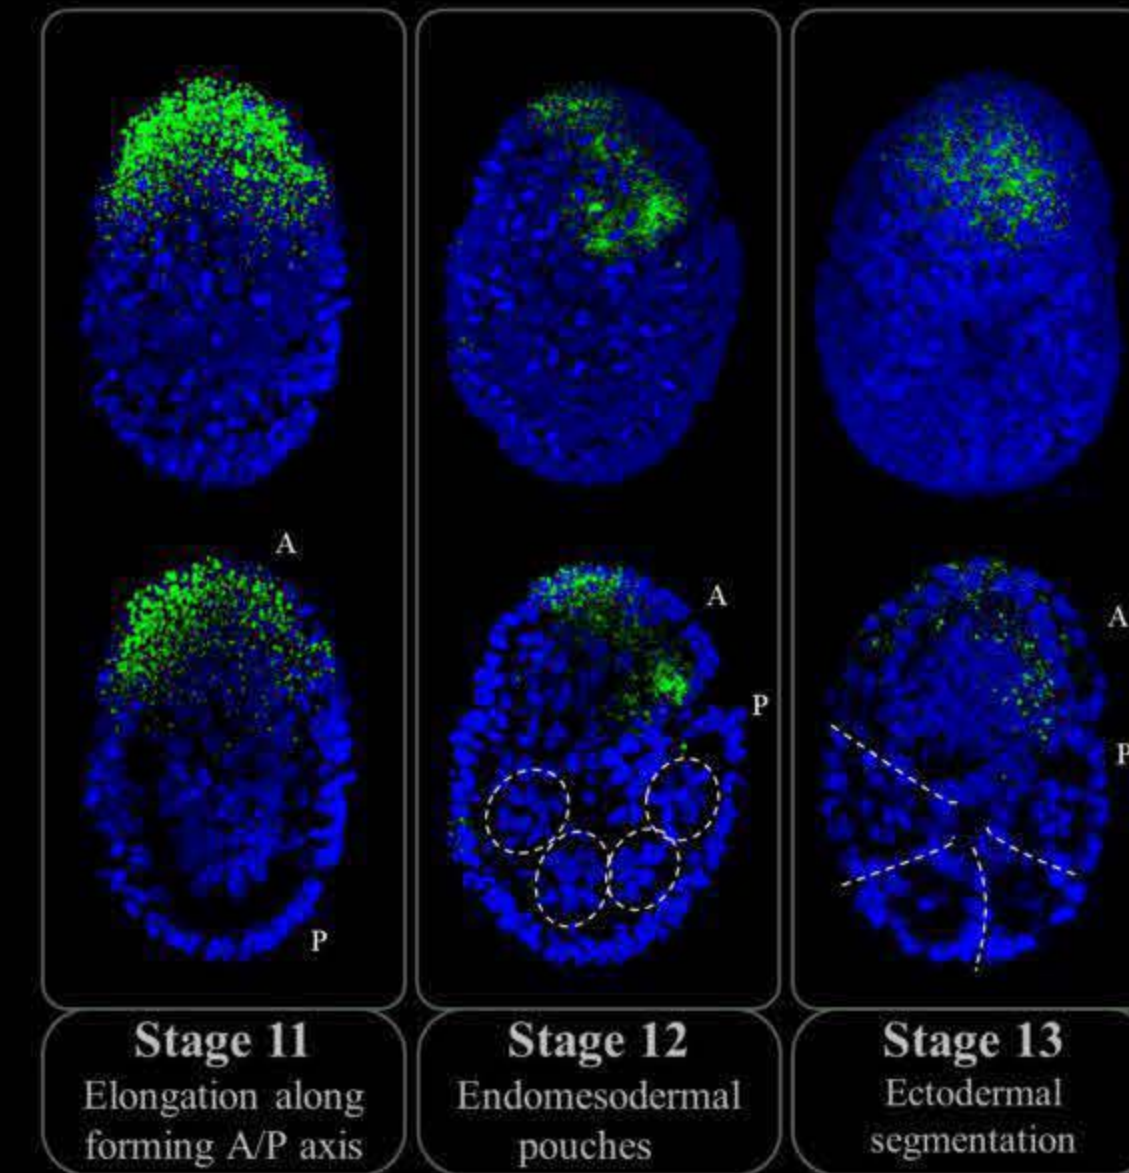 A
A
A
P
P
P
Stage 11
Elongation along
forming A/P axis
Stage 12
Endomesodermal
pouches
Stage 13
Ectodermal
segmentation